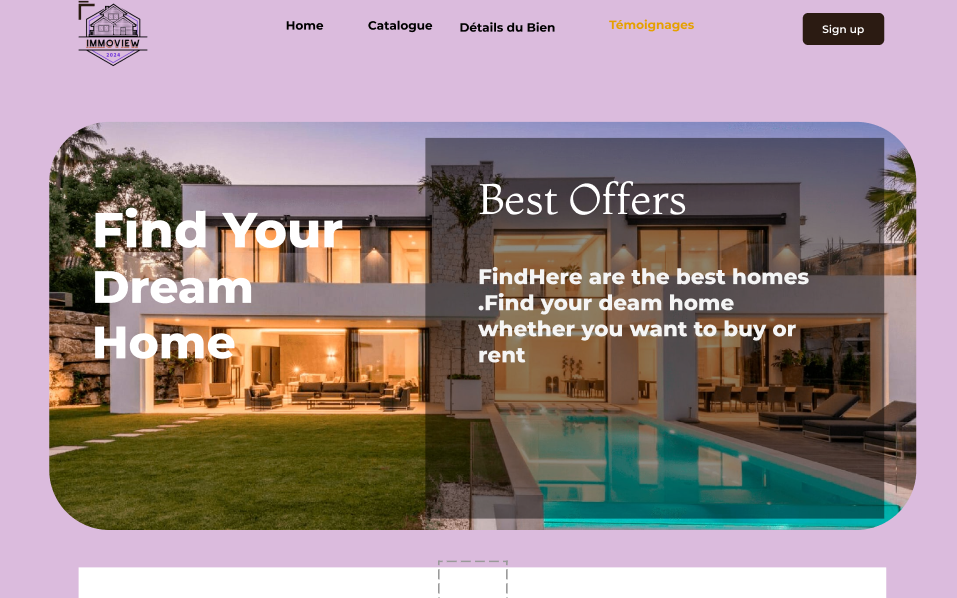 IMMOVIEW
2024
Home
Catalogue
Détails du Bien
Témoignages
Sign up
Find Your
Dream
Home
Best Offers
FindHere are the best homes
.Find your deam home
whether you want to buy or
rent